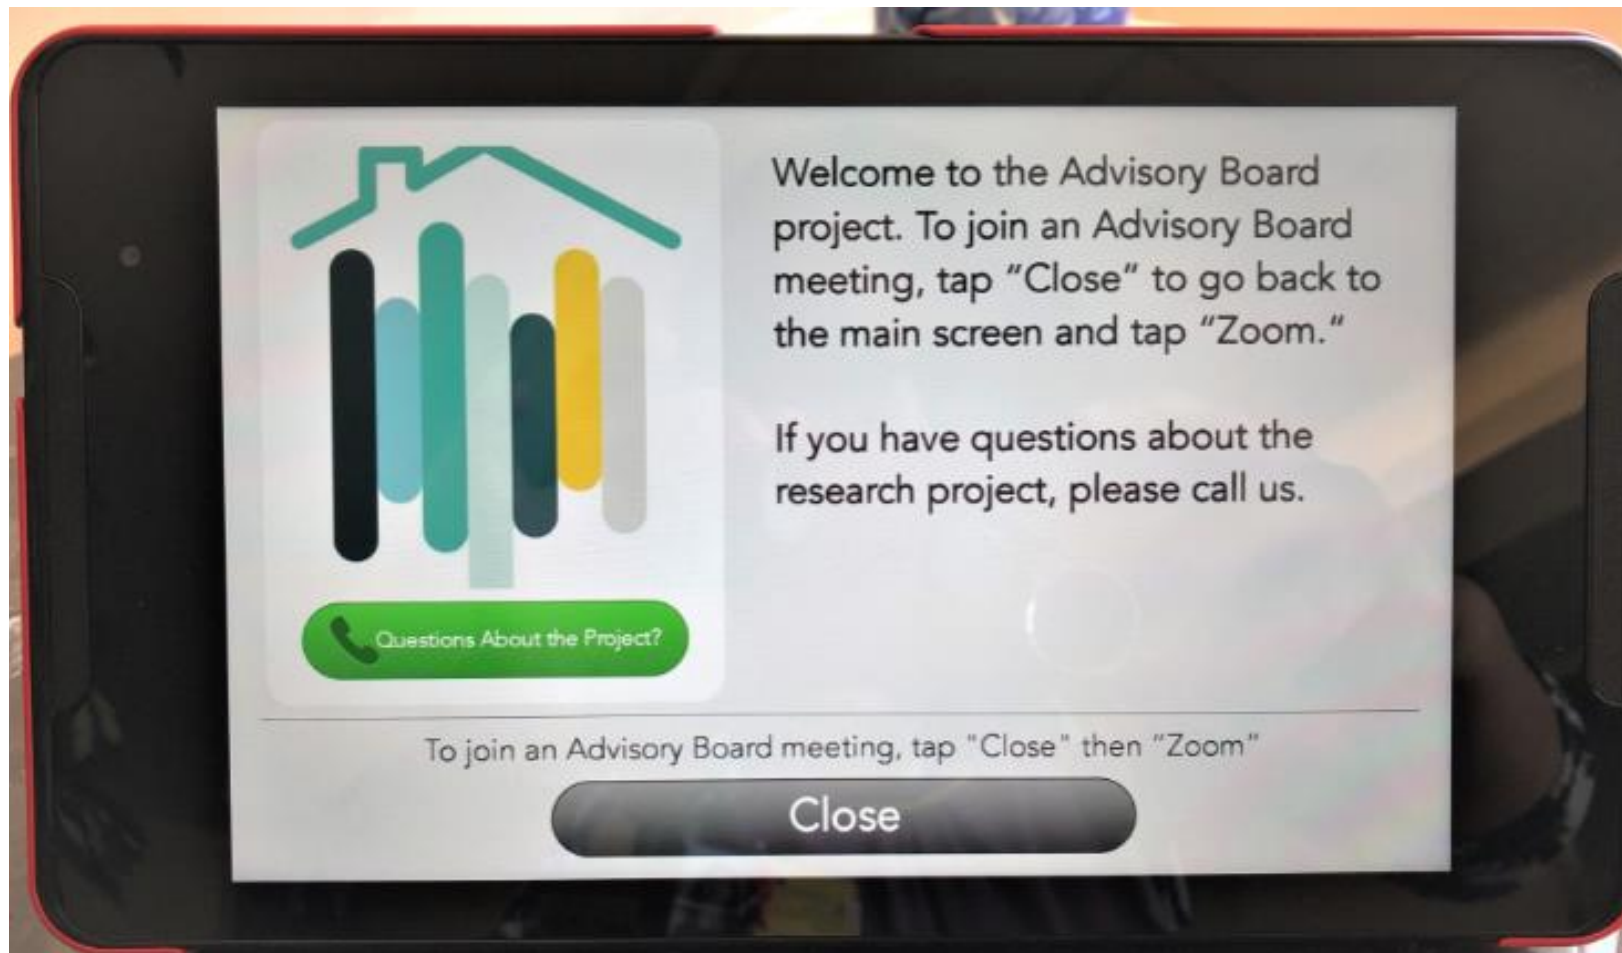 Welcome to the Advisory Board
project. To join an Advisory Board
meeting, tap “Close” to go back to
the main screen and tap “Zoom.“
If you have questions about the
research project, please call us.
Questions About the Project?
To join an Advisory Board meeting, tap "Close" then “Zoom”
Close